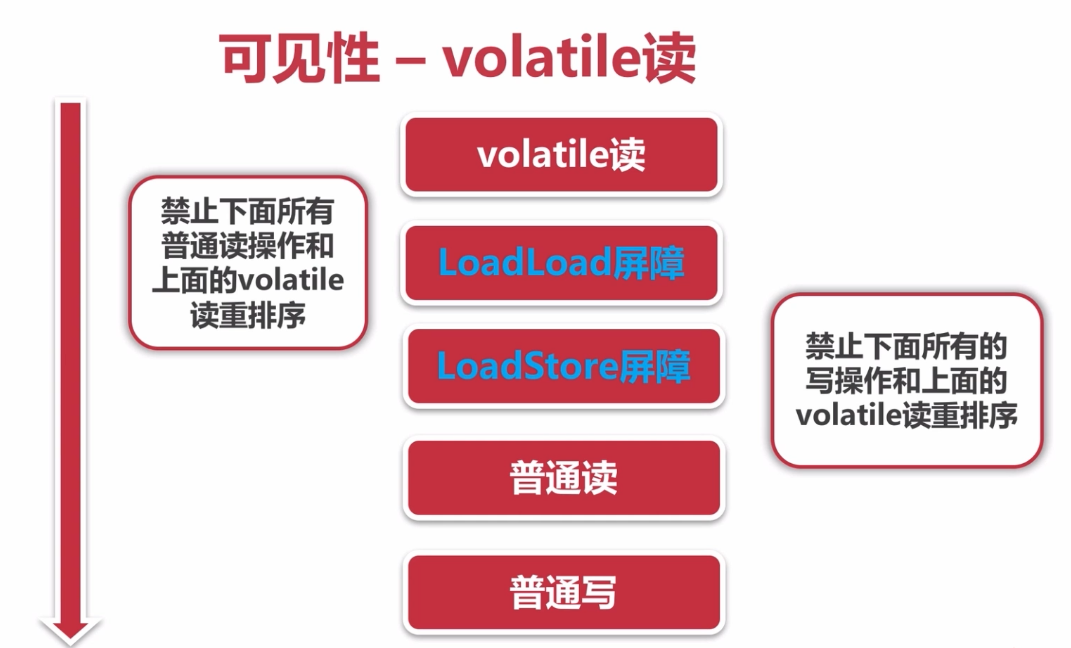 可见性 – volatile读
volatile读
禁止下面所有
普通读操作和
上面的volatile
读重排序
LoadLoad屏障
LoadStore屏障
禁止下面所有的
写操作和上面的
volatile读重排序
普通读
普通写